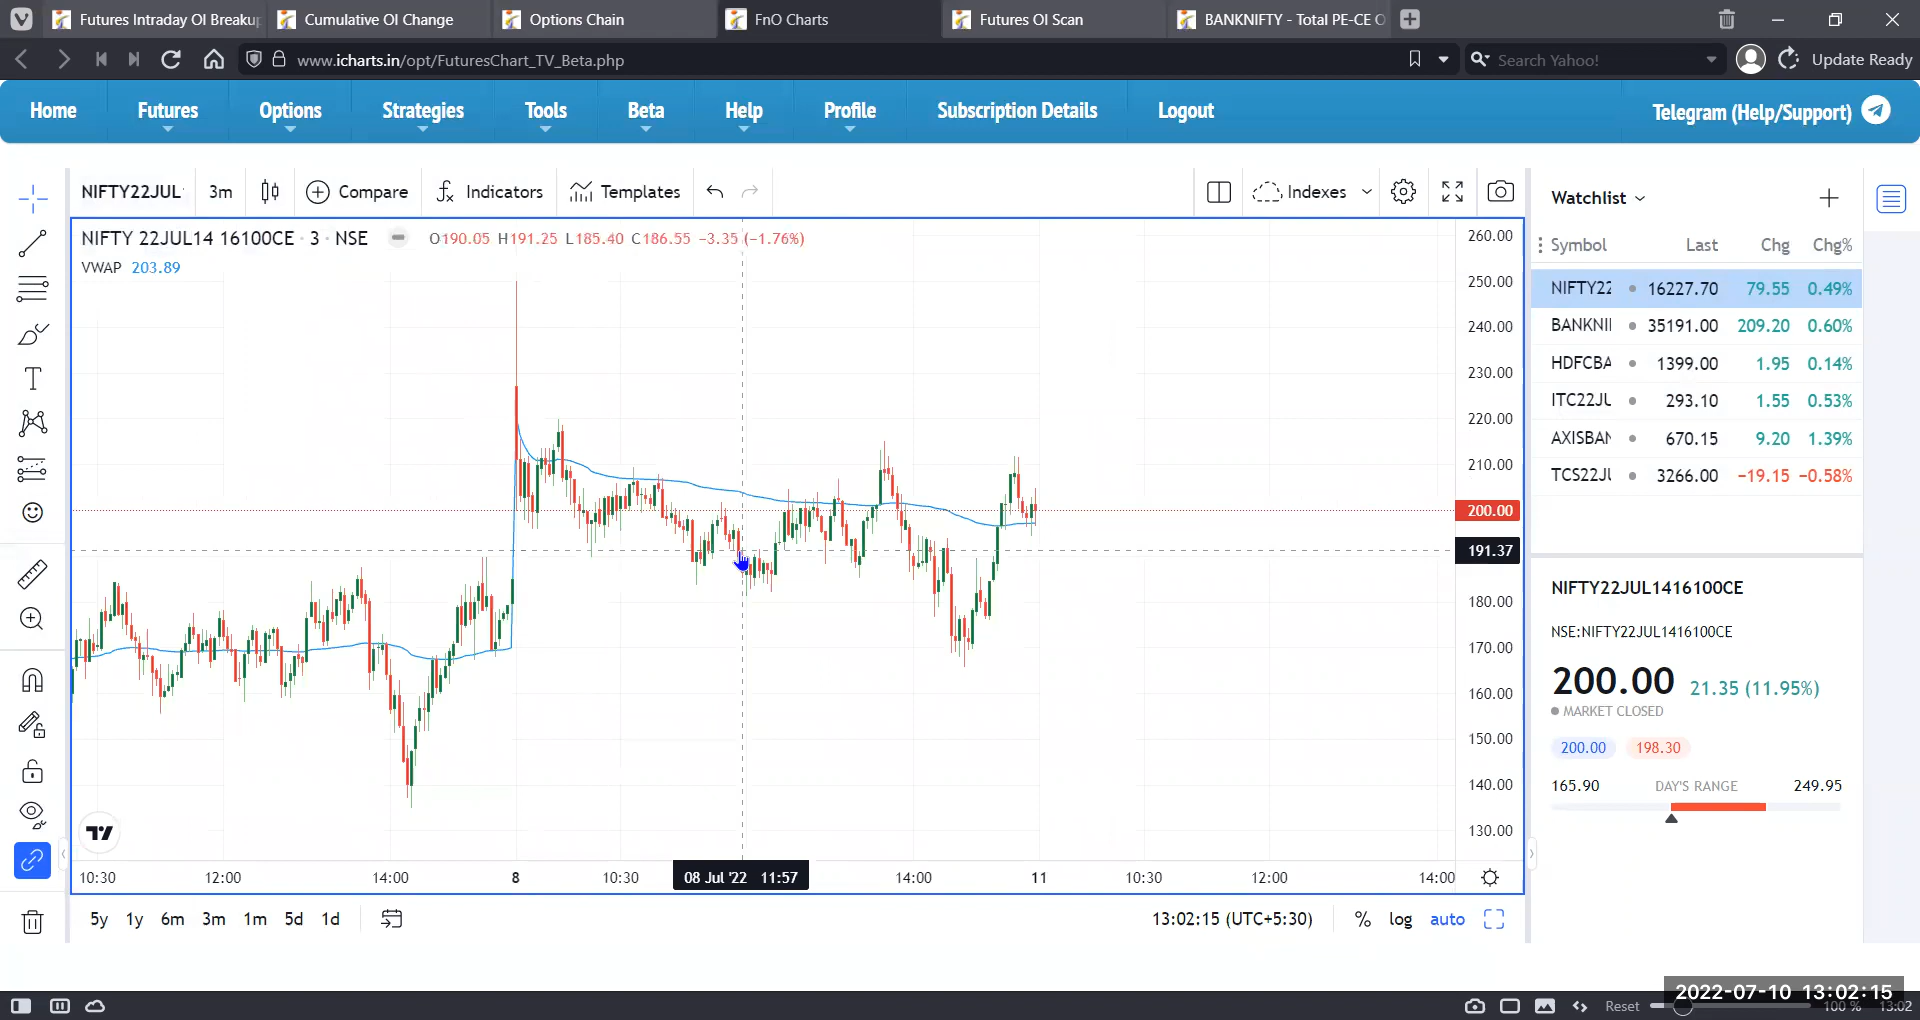 Futures Intraday OI Breakup
Cumulative OI Change
Options Chain
FnO Charts
Futures OI Scan
BANKNIFTY - Total PE-CE O
www.icharts.in/opt/FuturesChart_TV_Beta.php
Search Yahoo!
Update Ready
Home Futures Options Strategies Tools Beta Help Profile Subscription Details Logout Telegram (Help/Support)
NIFTY22JUL 3m Compare Indicators Templates Indexes
NIFTY 22JUL14 16100CE · 3 · NSE O190.05 H191.25 L185.40 C186.55 −3.35 (−1.76%)
VWAP 203.89
260.00
250.00
240.00
230.00
220.00
210.00
200.00
191.37
180.00
170.00
160.00
150.00
140.00
130.00
10:30 12:00 14:00 8 10:30 08 Jul '22 11:57 14:00 11 10:30 12:00 14:00
5y 1y 6m 3m 1m 5d 1d 13:02:15 (UTC+5:30) % log auto
Watchlist
Symbol Last Chg Chg%
NIFTY22 16227.70 79.55 0.49%
BANKNII 35191.00 209.20 0.60%
HDFCBA 1399.00 1.95 0.14%
ITC22JU 293.10 1.55 0.53%
AXISBAN 670.15 9.20 1.39%
TCS22JU 3266.00 −19.15 −0.58%
NIFTY22JUL1416100CE
NSE:NIFTY22JUL1416100CE
200.00 21.35 (11.95%)
MARKET CLOSED
200.00 198.30
165.90 DAY'S RANGE 249.95
2022-07-10 13:02:15
Reset 100 % 13:02